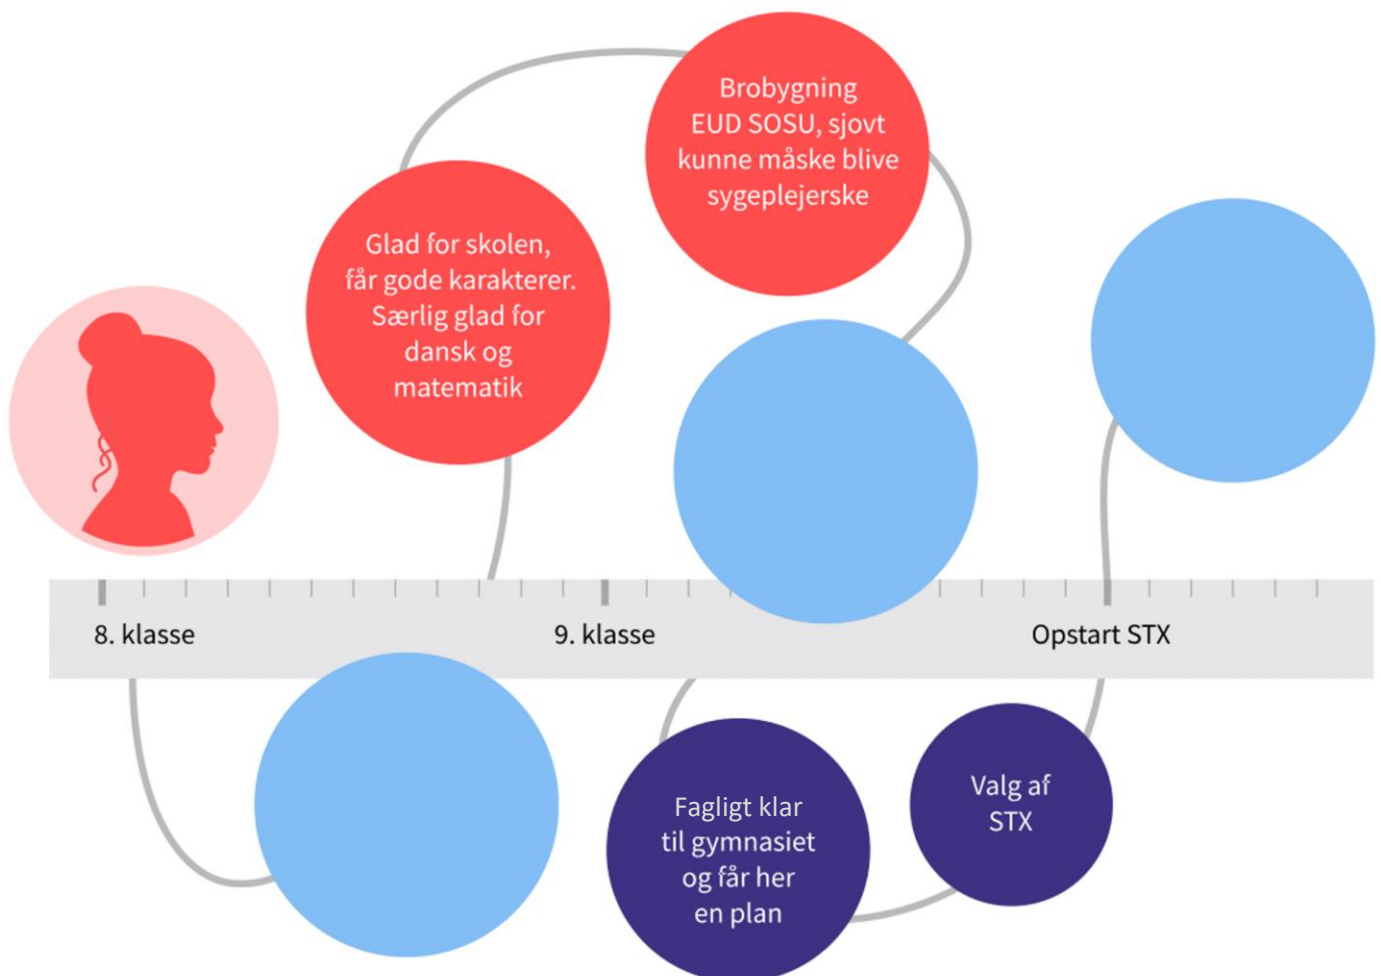 Brobygning
EUD SOSU, sjovt
kunne måske blive
sygeplejerske
Glad for skolen,
får gode karakterer.
Særlig glad for
dansk og
matematik
8. klasse
9. klasse
Opstart STX
Fagligt klar
til gymnasiet
og får her
en plan
Valg af
STX